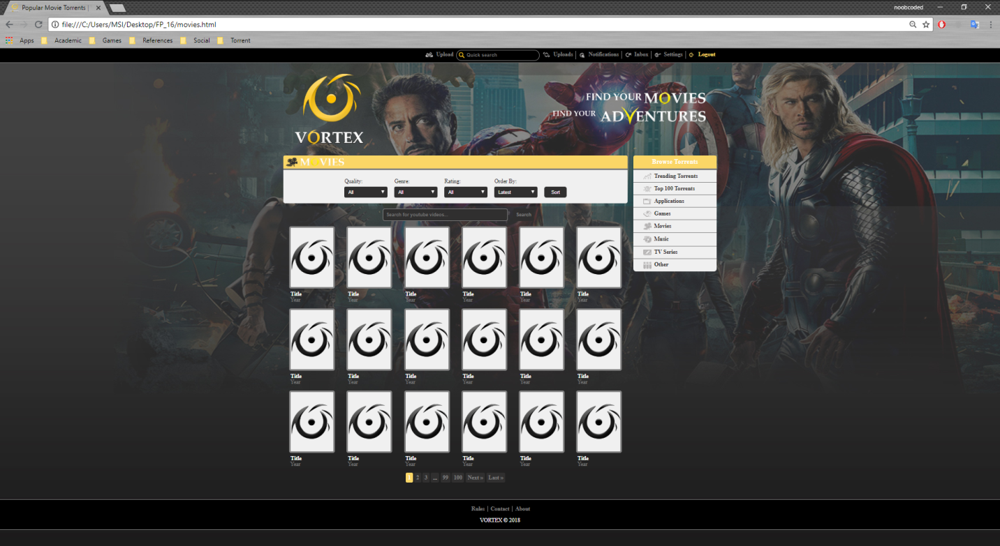 Popular Movie Torrents |
noobcoded
file:///C:/Users/MSI/Desktop/FP_16/movies.html
Apps Academic Games References Social Torrent
Upload Quick search Uploads | Notifications | Inbox | Settings | Logout
FIND YOUR MOVIES
FIND YOUR ADVENTURES
VORTEX
MOVIES
Quality: Genre: Rating: Order By:
All All All Latest Sort
Search for youtube videos... Search
Browse Torrents
Trending Torrents
Top 100 Torrents
Applications
Games
Movies
Music
TV Series
Other
Title Title Title Title Title Title
Year Year Year Year Year Year
Title Title Title Title Title Title
Year Year Year Year Year Year
Title Title Title Title Title Title
Year Year Year Year Year Year
1 2 3 ... 99 100 Next » Last »
Rules | Contact | About
VORTEX © 2018